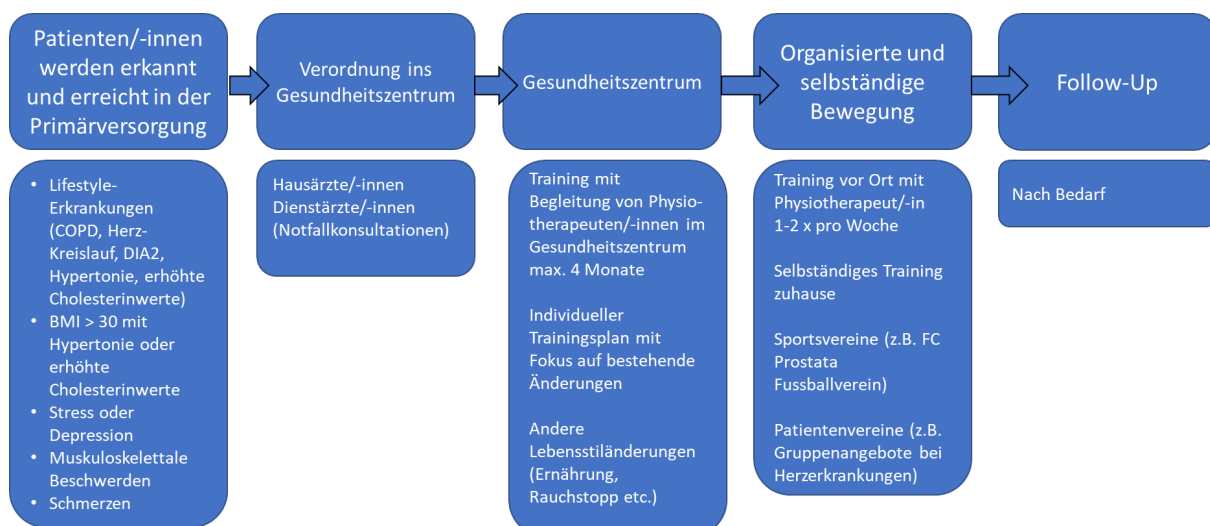 Patienten/-innen
werden erkannt
und erreicht in der
Primärversorgung
Verordnung ins
Gesundheitszentrum
Gesundheitszentrum
Organisierte und
selbständige
Bewegung
Follow-Up
• Lifestyle-
Erkrankungen
(COPD, Herz-
Kreislauf, DIA2,
Hypertonie, erhöhte
Cholesterinwerte)
• BMI > 30 mit
Hypertonie oder
erhöhte
Cholesterinwerte
• Stress oder
Depression
• Muskuloskelettale
Beschwerden
• Schmerzen
Hausärzte/-innen
Dienstärzte/-innen
(Notfallkonsultationen)
Training mit
Begleitung von Physio-
therapeuten/-innen im
Gesundheitszentrum
max. 4 Monate
Individueller
Trainingsplan mit
Fokus auf bestehende
Änderungen
Andere
Lebensstiländerungen
(Ernährung,
Rauchstopp etc.)
Training vor Ort mit
Physiotherapeut/-in
1-2 x pro Woche
Selbständiges Training
zuhause
Sportsvereine (z.B. FC
Prostata
Fussballverein)
Patientenvereine (z.B.
Gruppenangebote bei
Herzerkrankungen)
Nach Bedarf